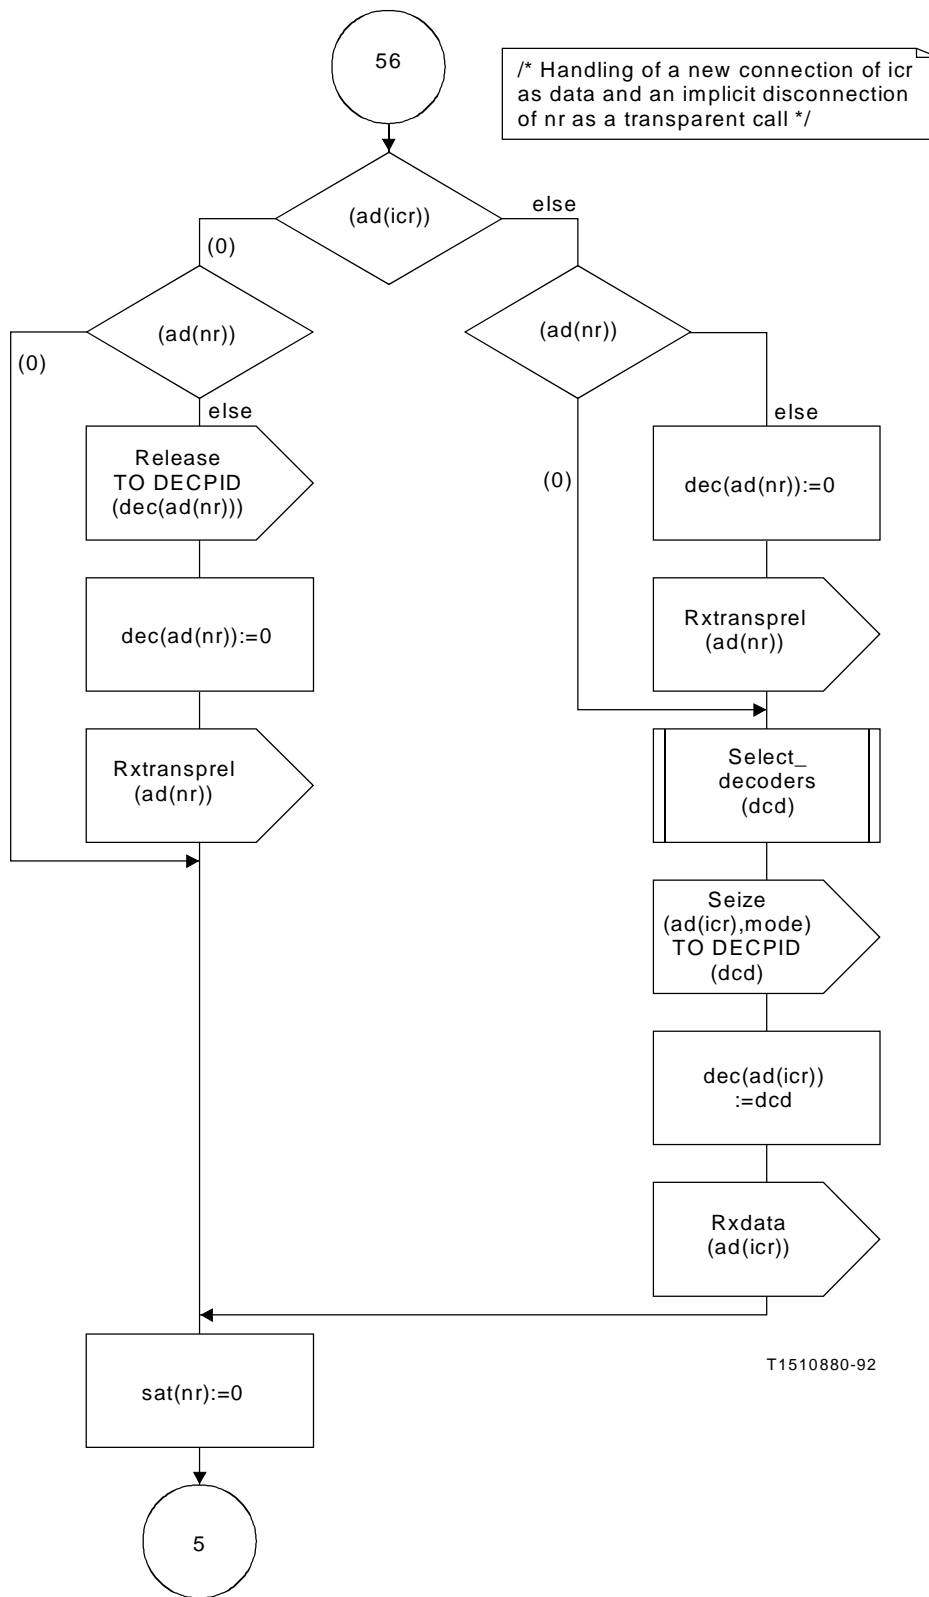 56
/* Handling of a new connection of icr
as data and an implicit disconnection
of nr as a transparent call */
(ad(icr))
else
(0)
(ad(nr))
(ad(nr))
(0)
else
else
Release
TO DECPID
(dec(ad(nr)))
(0)
dec(ad(nr)):=0
dec(ad(nr)):=0
Rxtransprel
(ad(nr))
Rxtransprel
(ad(nr))
Select_
decoders
(dcd)
Seize
(ad(icr),mode)
TO DECPID
(dcd)
dec(ad(icr))
:=dcd
Rxdata
(ad(icr))
sat(nr):=0
T1510880-92
5